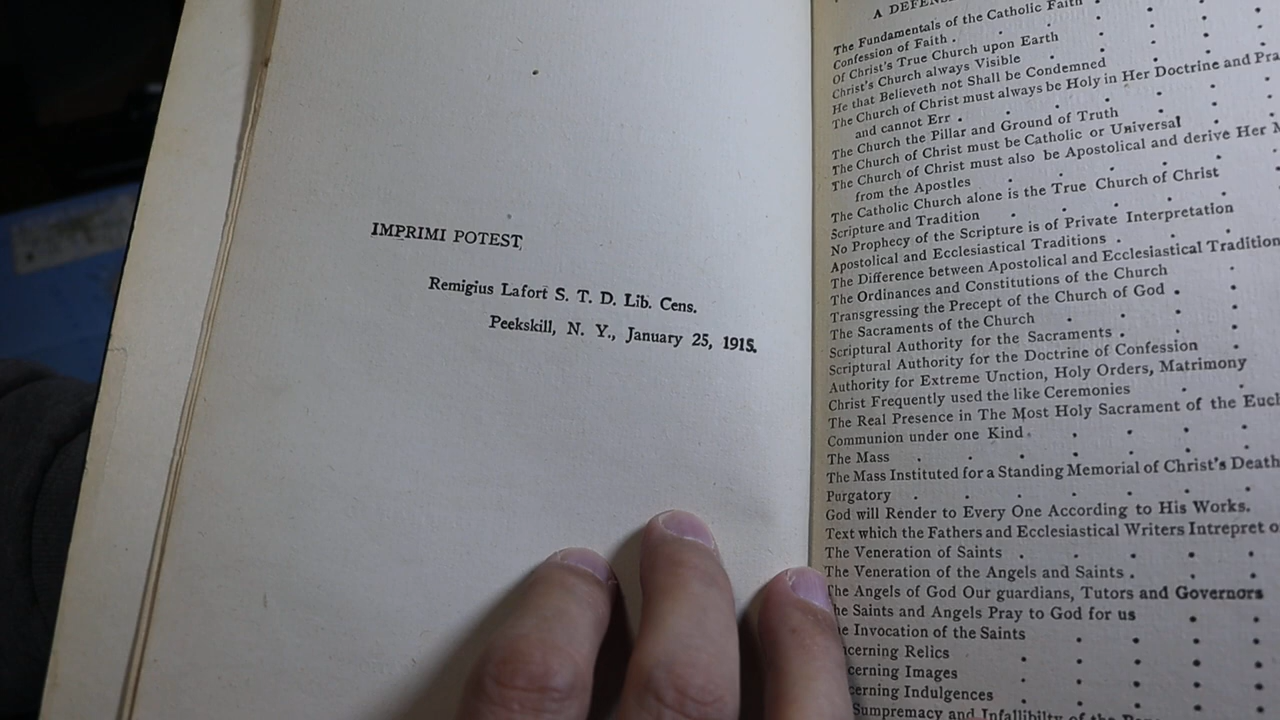 IMPRIMI POTEST
Remigius Lafort S. T. D. Lib. Cens.
Peekskill, N. Y., January 25, 1915.
A
The Fundamentals of the Catholic Faith
Confession of Faith .
Of Christ's True Church upon Earth
Christ's Church always Visible
He that Believeth not Shall be Condemned
The Church of Christ must always be Holy in Her Doctrine and
and cannot Err .
The Church the Pillar and Ground of Truth
The Church of Christ must be Catholic or Universal
The Church of Christ must also be Apostolical and derive Her
from the Apostles
The Catholic Church alone is the True Church of Christ
Scripture and Tradition
No Prophecy of the Scripture is of Private Interpretation
Apostolical and Ecclesiastical Traditions .
The Difference between Apostolical and Ecclesiastical Tradition
The Ordinances and Constitutions of the Church
Transgressing the Precept of the Church of God .
The Sacraments of the Church
Scriptural Authority for the Sacraments .
Scriptural Authority for the Doctrine of Confession
Authority for Extreme Unction, Holy Orders, Matrimony
Christ Frequently used the like Ceremonies
The Real Presence in The Most Holy Sacrament of the
Communion under one Kind
The Mass
The Mass Instituted for a Standing Memorial of Christ's Death
Purgatory
God will Render to Every One According to His Works.
Text which the Fathers and Ecclesiastical Writers Intrepret
The Veneration of Saints
The Veneration of the Angels and Saints .
The Angels of God Our guardians, Tutors and Governors
he Saints and Angels Pray to God for us
e Invocation of the Saints
cerning Relics
cerning Images
cerning Indulgences
Sumpremacy and Infallibilty of the